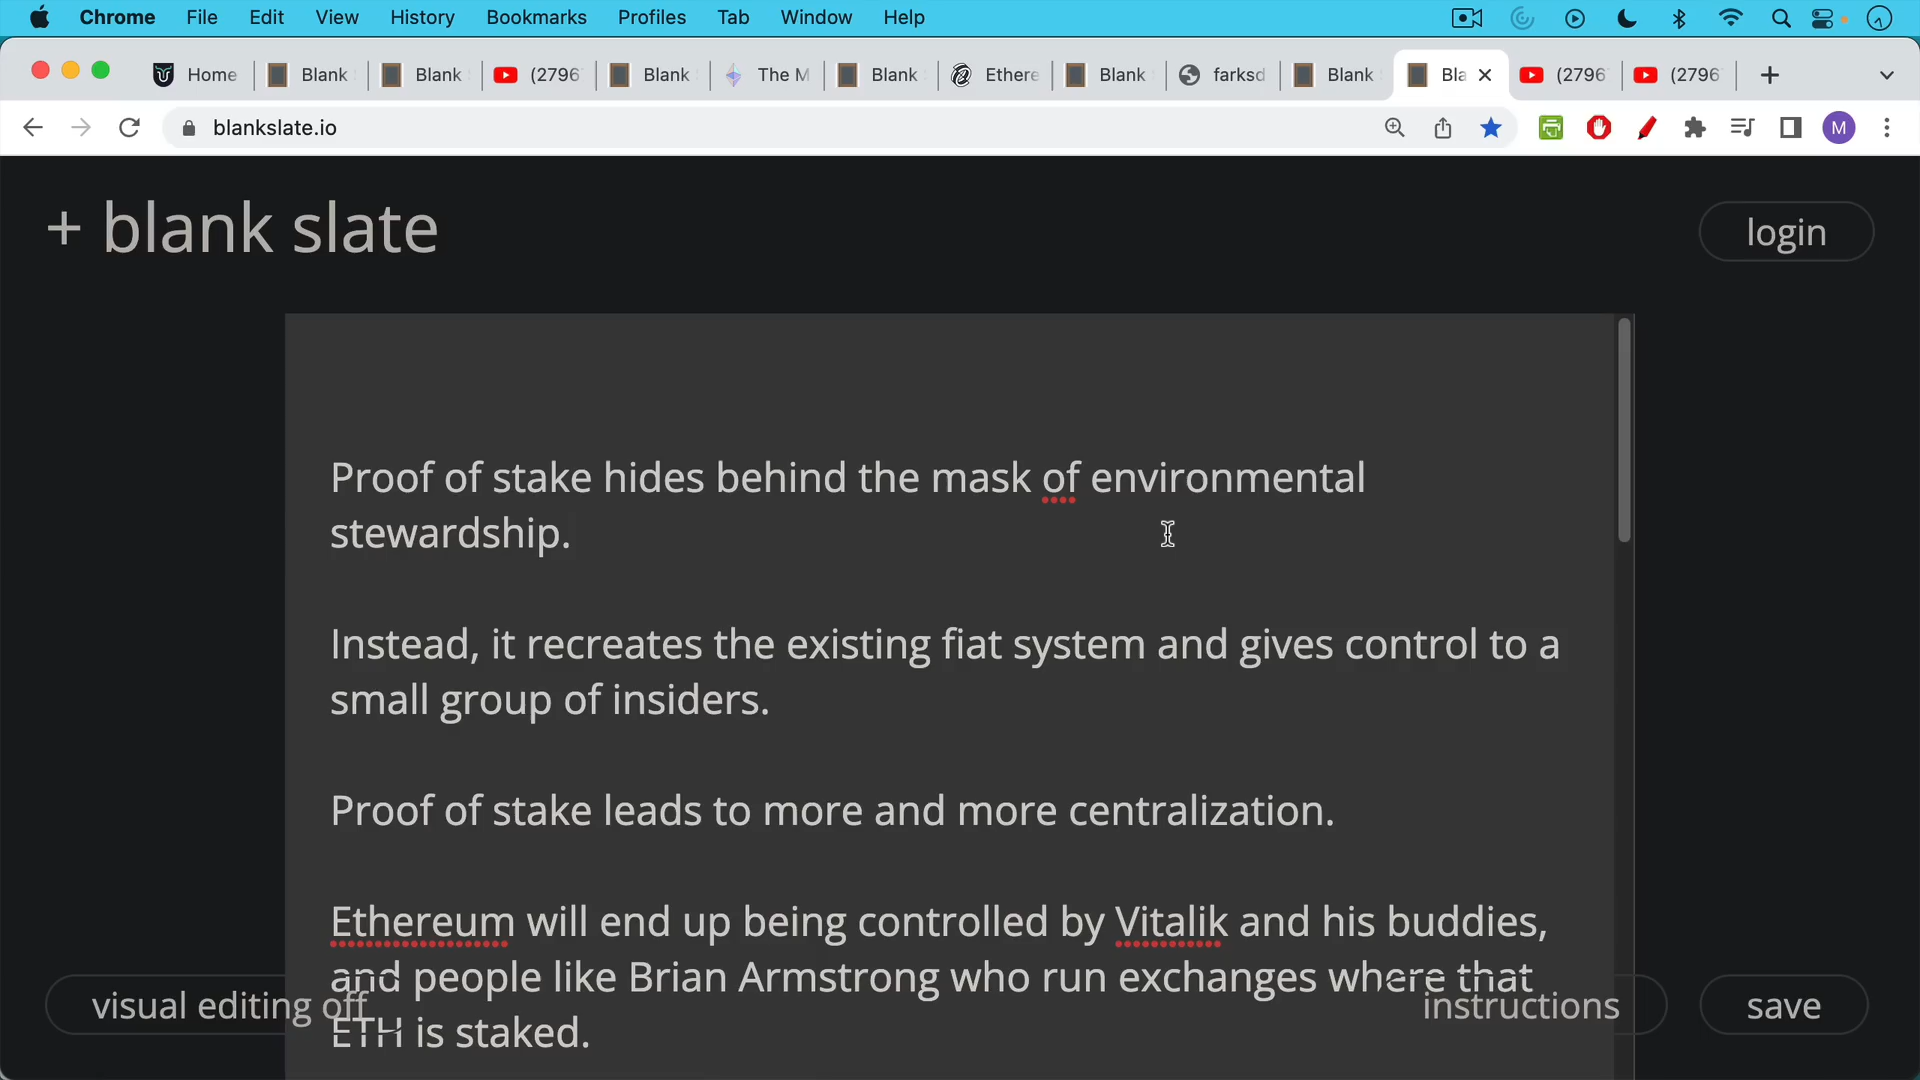 Chrome File Edit View History Bookmarks Profiles Tab Window Help
Home Blank Blank (2796 Blank The M Blank Ethere Blank farksd Blank Bla (2796 (2796
blankslate.io M
+ blank slate
login
Proof of stake hides behind the mask of environmental
stewardship.
Instead, it recreates the existing fiat system and gives control to a
small group of insiders.
Proof of stake leads to more and more centralization.
Ethereum will end up being controlled by Vitalik and his buddies,
and people like Brian Armstrong who run exchanges where that
ETH is staked.
visual editing off
instructions
save